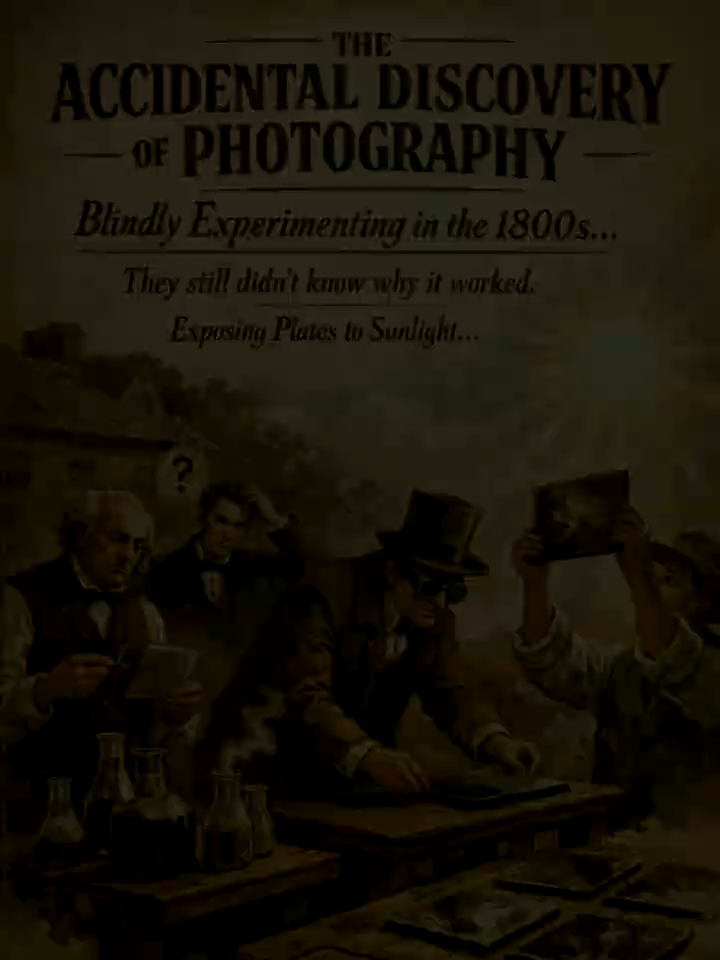 THE
ACCIDENTAL DISCOVERY
OF PHOTOGRAPHY
Blindly Experimenting in the 1800s...
They still didn't know why it worked.
Exposing Plates to Sunlight...
?